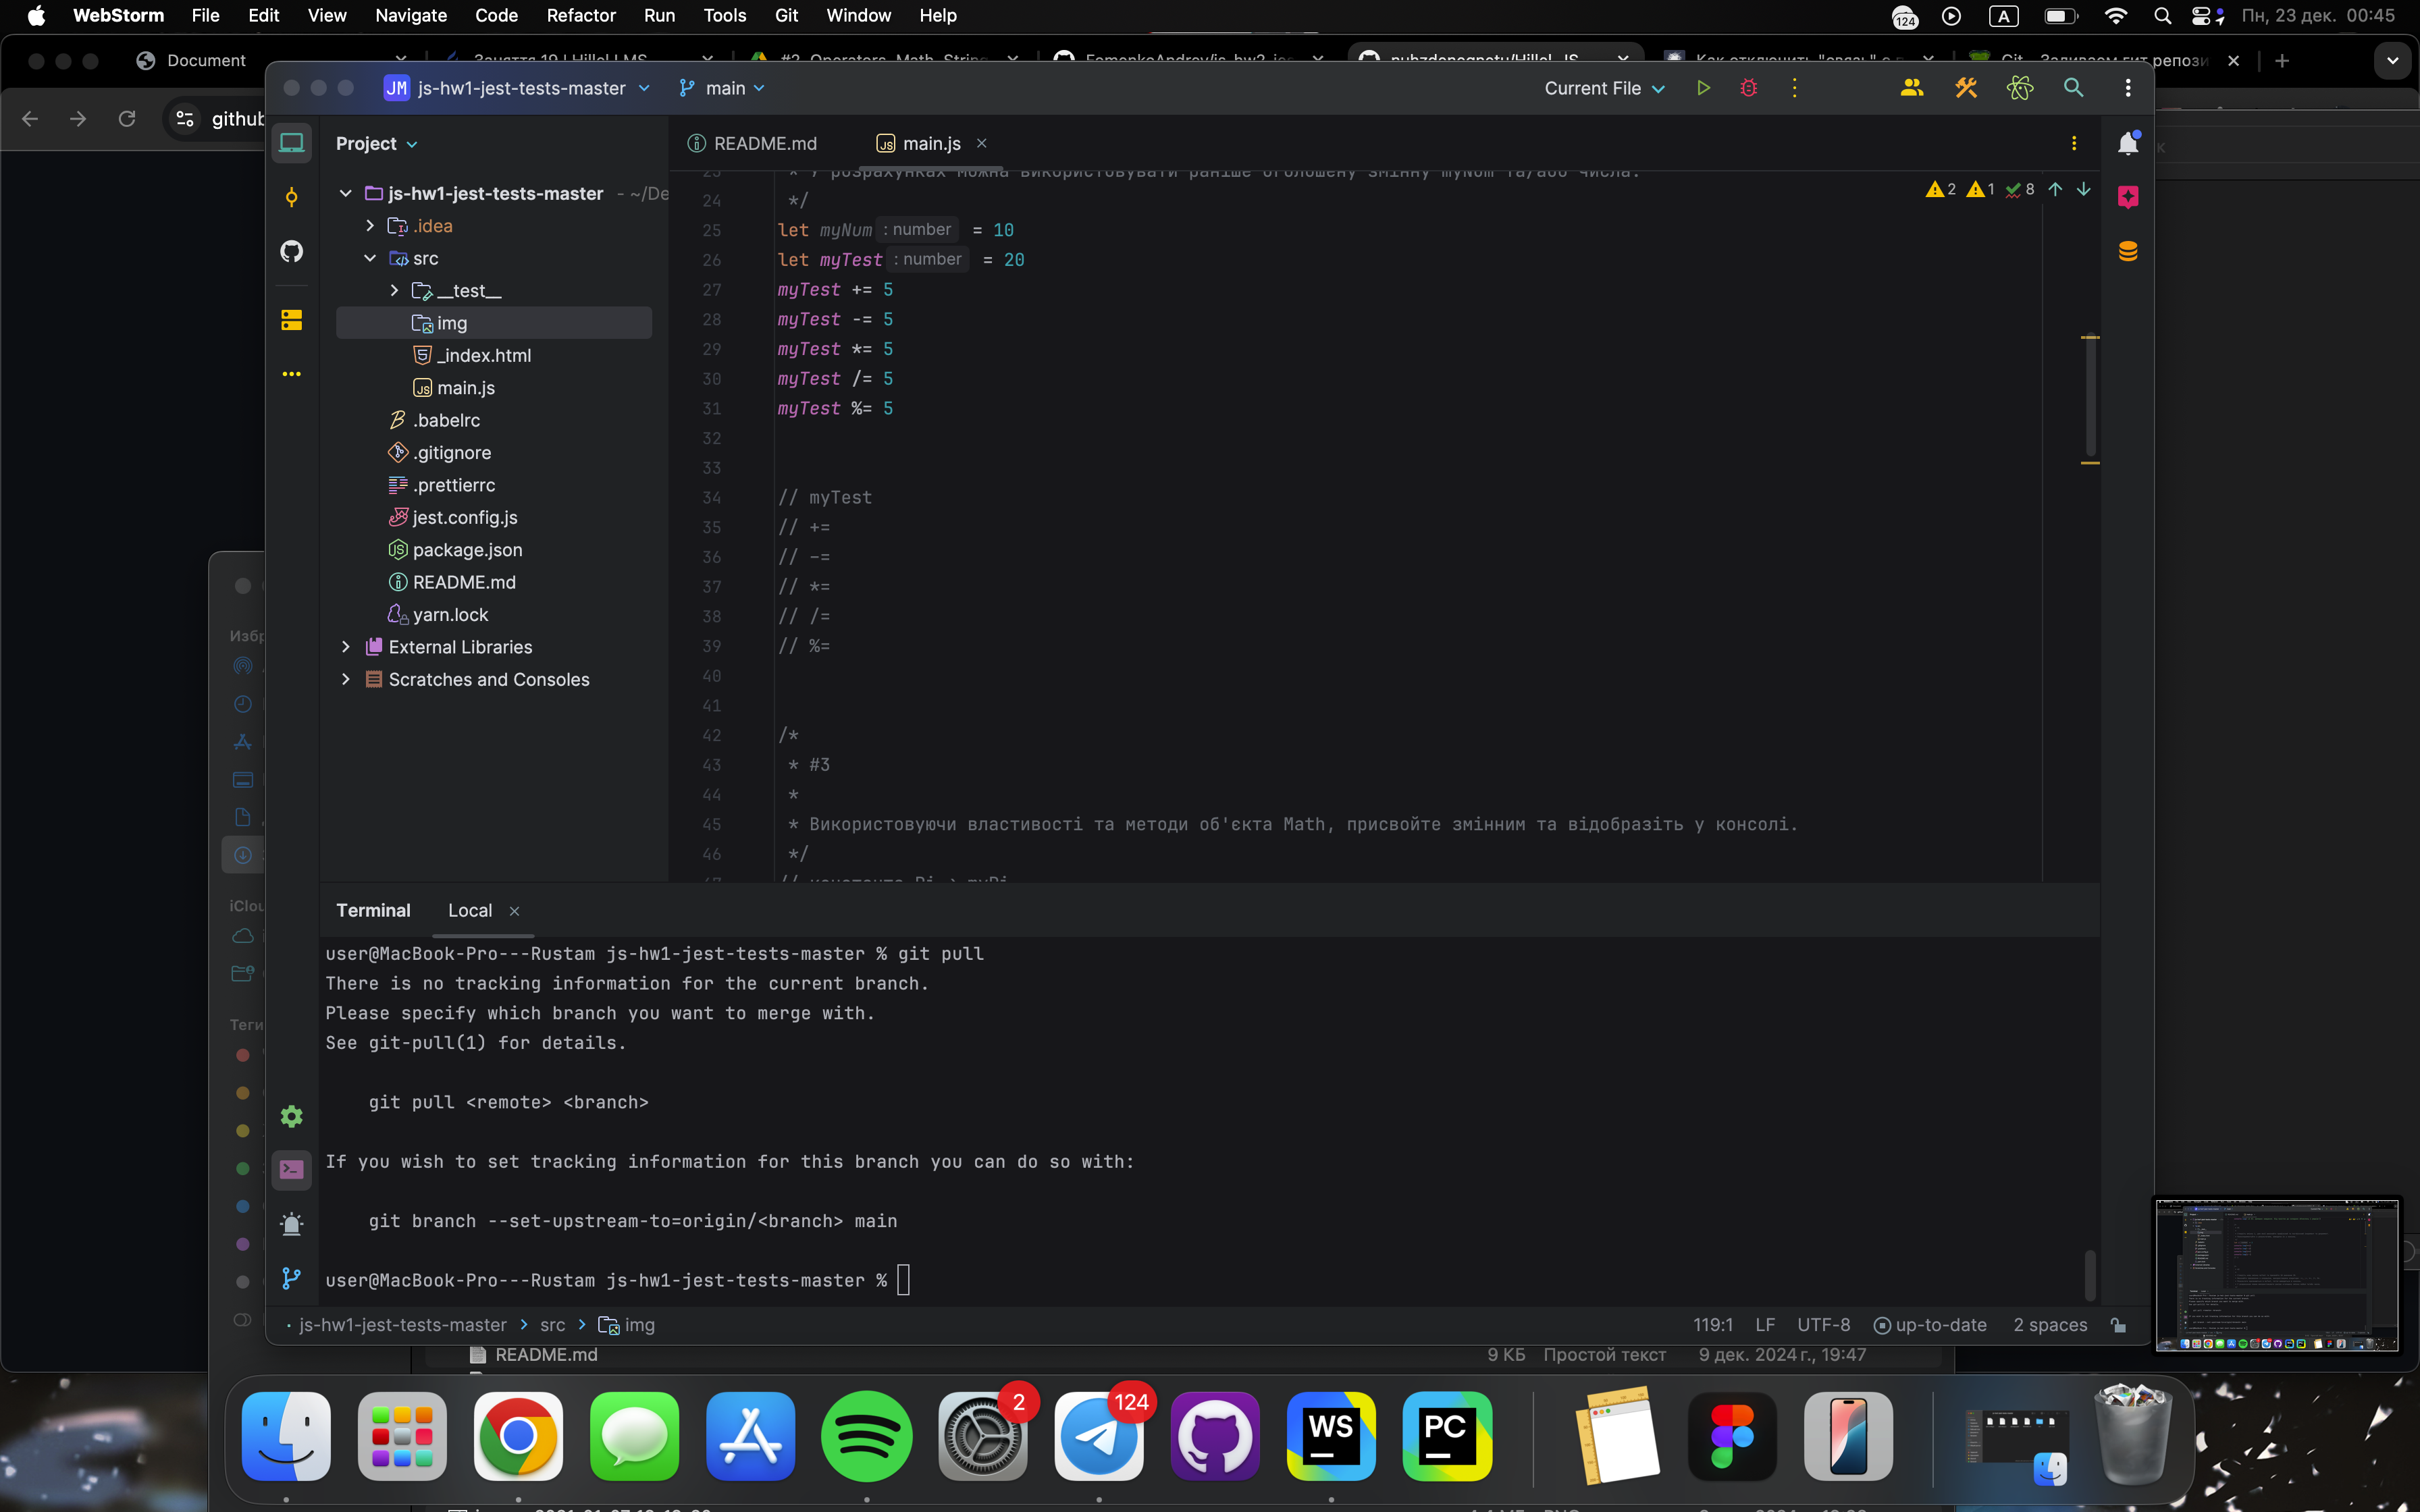 WebStorm File Edit View Navigate Code Refactor Run Tools Git Window Help
124 A Пн, 23 дек. 00:45
Document
github
JM js-hw1-jest-tests-master main Current File
Project README.md main.js
js-hw1-jest-tests-master - ~/De
.idea
src
__test__
img
_index.html
main.js
.babelrc
.gitignore
.prettierrc
jest.config.js
package.json
README.md
yarn.lock
External Libraries
Scratches and Consoles
2 1 8
24 */
25 let myNum : number = 10
26 let myTest : number = 20
27 myTest += 5
28 myTest -= 5
29 myTest *= 5
30 myTest /= 5
31 myTest %= 5
32
33
34 // myTest
35 // +=
36 // -=
37 // *=
38 // /=
39 // %=
40
41
42 /*
43 * #3
44 *
45 * Використовуючи властивості та методи об'єкта Math, присвойте змінним та відобразіть у консолі.
46 */
Terminal Local
user@MacBook-Pro---Rustam js-hw1-jest-tests-master % git pull
There is no tracking information for the current branch.
Please specify which branch you want to merge with.
See git-pull(1) for details.
git pull <remote> <branch>
If you wish to set tracking information for this branch you can do so with:
git branch --set-upstream-to=origin/<branch> main
user@MacBook-Pro---Rustam js-hw1-jest-tests-master %
js-hw1-jest-tests-master > src > img 119:1 LF UTF-8 up-to-date 2 spaces
README.md 9 КБ Простой текст 9 дек. 2024 г., 19:47
Теги
2 124
WS PC